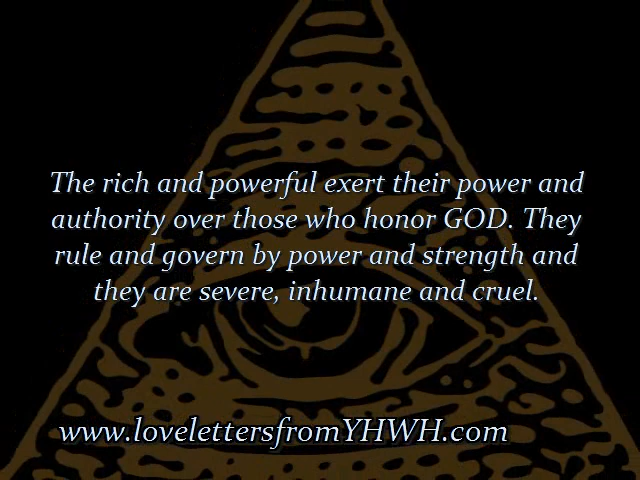 The rich and powerful exert their power and
authority over those who honor GOD. They
rule and govern by power and strength and
they are severe, inhumane and cruel.
www.lovelettersfromYHWH.com